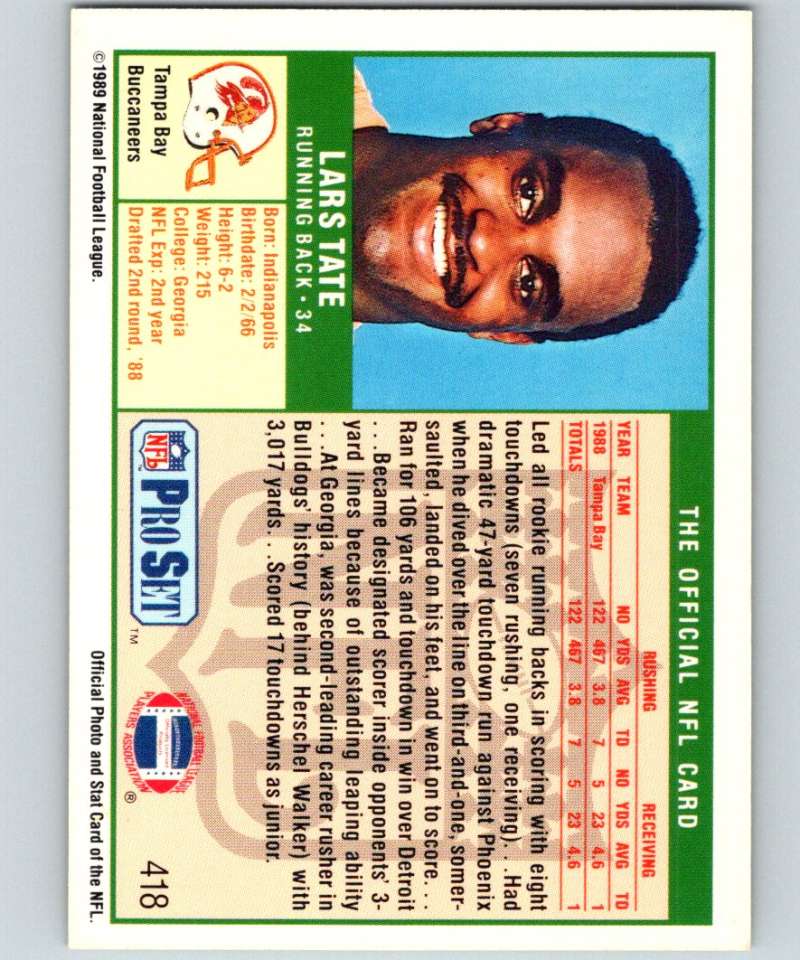 THE OFFICIAL NFL CARD
LARS TATE
RUNNING BACK • 34
Tampa Bay
Buccaneers
Born: Indianapolis
Birthdate: 2/2/66
Height: 6-2
Weight: 215
College: Georgia
NFL Exp: 2nd year
Drafted 2nd round, '88
RUSHING RECEIVING
YEAR TEAM NO YDS AVG TD NO YDS AVG TD
1988 Tampa Bay 122 467 3.8 7 5 23 4.6 1
TOTALS 122 467 3.8 7 5 23 4.6 1
Led all rookie running backs in scoring with eight
touchdowns (seven rushing, one receiving)...Had
dramatic 47-yard touchdown run against Phoenix
when he dived over the line on third-and-one, somer-
saulted, landed on his feet, and went on to score...
Ran for 106 yards and touchdown in win over Detroit
...Became designated scorer inside opponents' 3-
yard lines because of outstanding leaping ability
...At Georgia, was second-leading career rusher in
Bulldogs' history (behind Herschel Walker) with
3,017 yards...Scored 17 touchdowns as junior.
NFL PRO SET ™
NATIONAL FOOTBALL LEAGUE
PLAYERS ASSOCIATION ®
418
©1989 National Football League.
Official Photo and Stat Card of the NFL.